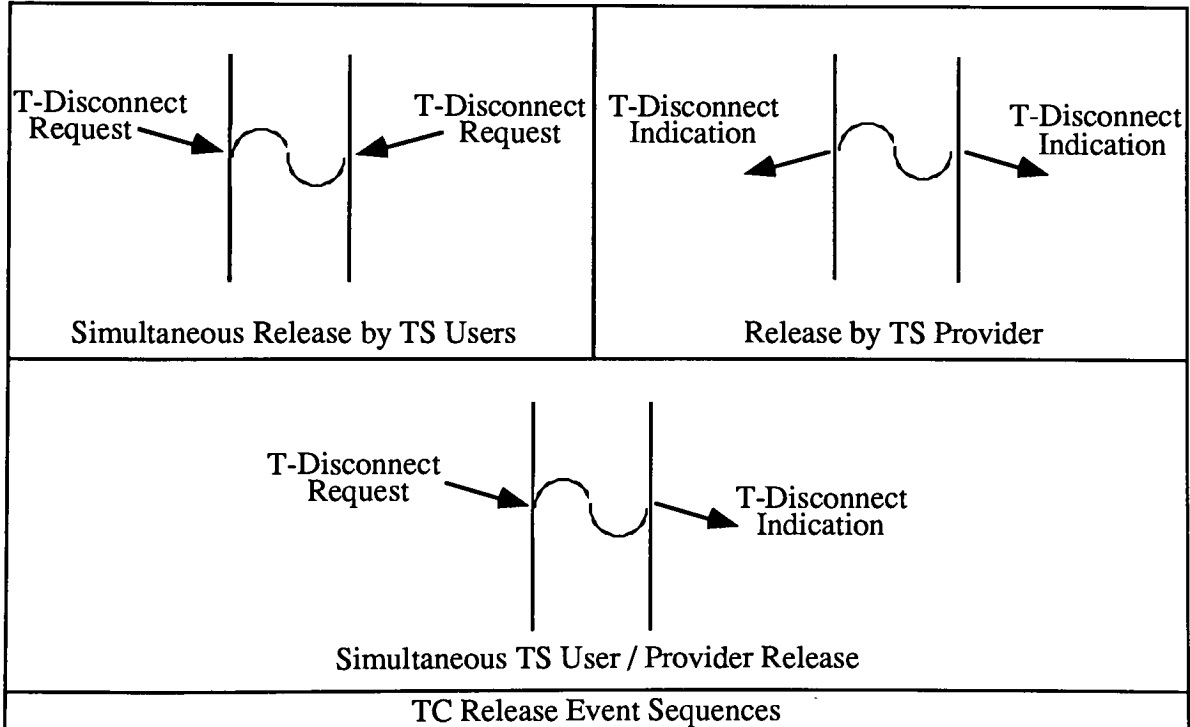 T-Disconnect
Request
T-Disconnect
Request
Simultaneous Release by TS Users
T-Disconnect
Indication
T-Disconnect
Indication
Release by TS Provider
T-Disconnect
Request
T-Disconnect
Indication
Simultaneous TS User / Provider Release
TC Release Event Sequences